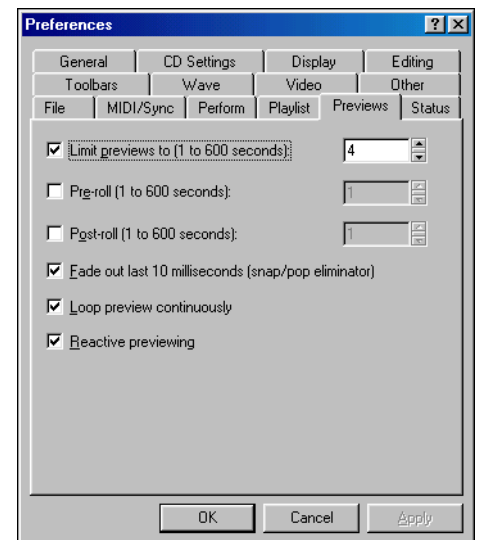 Preferences
General CD Settings Display Editing
Toolbars Wave Video Other
File MIDI/Sync Perform Playlist Previews Status
Limit previews to (1 to 600 seconds): 4
Pre-roll (1 to 600 seconds): 1
Post-roll (1 to 600 seconds): 1
Fade out last 10 milliseconds (snap/pop eliminator)
Loop preview continuously
Reactive previewing
OK Cancel Apply